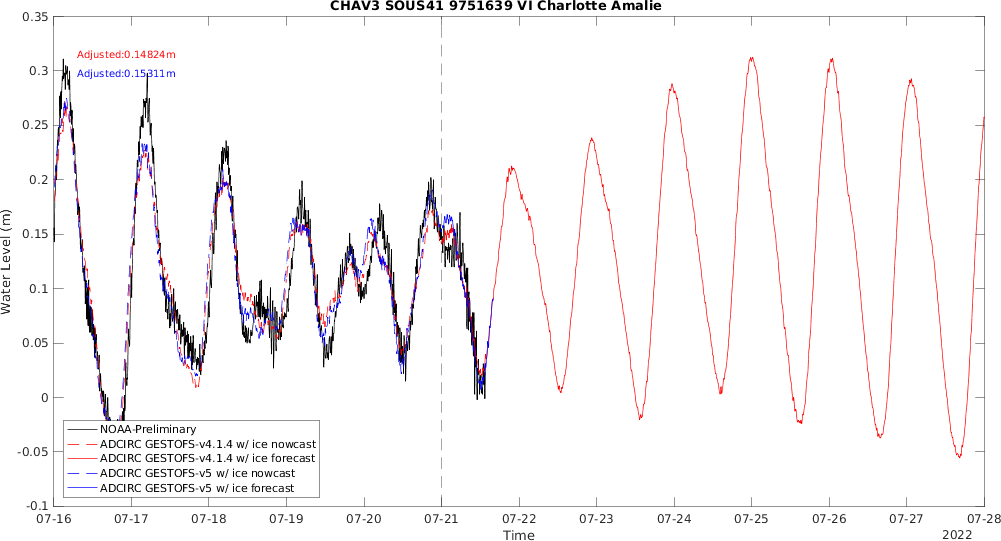 CHAV3 SOUS41 9751639 VI Charlotte Amalie
0.35
0.3
0.25
0.2
0.15
0.1
0.05
0
-0.05
-0.1
Water Level (m)
Adjusted:0.14824m
Adjusted:0.15311m
NOAA-Preliminary
ADCIRC GESTOFS-v4.1.4 w/ ice nowcast
ADCIRC GESTOFS-v4.1.4 w/ ice forecast
ADCIRC GESTOFS-v5 w/ ice nowcast
ADCIRC GESTOFS-v5 w/ ice forecast
07-16 07-17 07-18 07-19 07-20 07-21 07-22 07-23 07-24 07-25 07-26 07-27 07-28
Time
2022